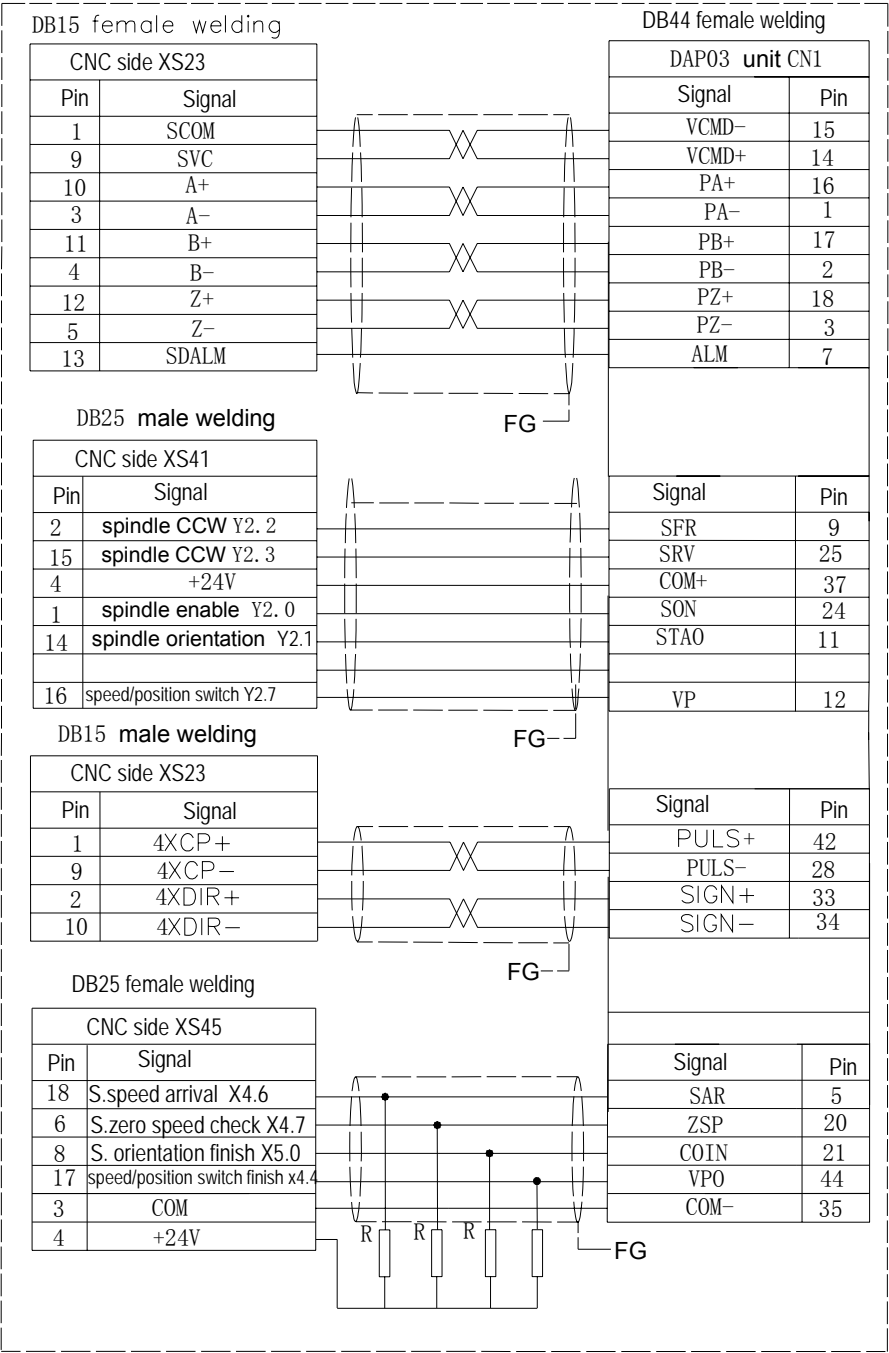 DB15 female welding
DB44 female welding
CNC side XS23
DAP03 unit CN1
Pin Signal
Signal Pin
1 SCOM
VCMD- 15
9 SVC
VCMD+ 14
10 A+
PA+ 16
3 A-
PA- 1
11 B+
PB+ 17
4 B-
PB- 2
12 Z+
PZ+ 18
5 Z-
PZ- 3
13 SDALM
ALM 7
FG
DB25 male welding
CNC side XS41
Pin Signal
Signal Pin
2 spindle CCW Y2.2
SFR 9
15 spindle CCW Y2.3
SRV 25
4 +24V
COM+ 37
1 spindle enable Y2.0
SON 24
14 spindle orientation Y2.1
STAO 11
16 speed/position switch Y2.7
VP 12
FG
DB15 male welding
CNC side XS23
Pin Signal
Signal Pin
1 4XCP+
PULS+ 42
9 4XCP-
PULS- 28
2 4XDIR+
SIGN+ 33
10 4XDIR-
SIGN- 34
FG
DB25 female welding
CNC side XS45
Pin Signal
Signal Pin
18 S.speed arrival X4.6
SAR 5
6 S.zero speed check X4.7
ZSP 20
8 S. orientation finish X5.0
COIN 21
17 speed/position switch finish x4.4
VPO 44
3 COM
COM- 35
4 +24V
R R R
FG